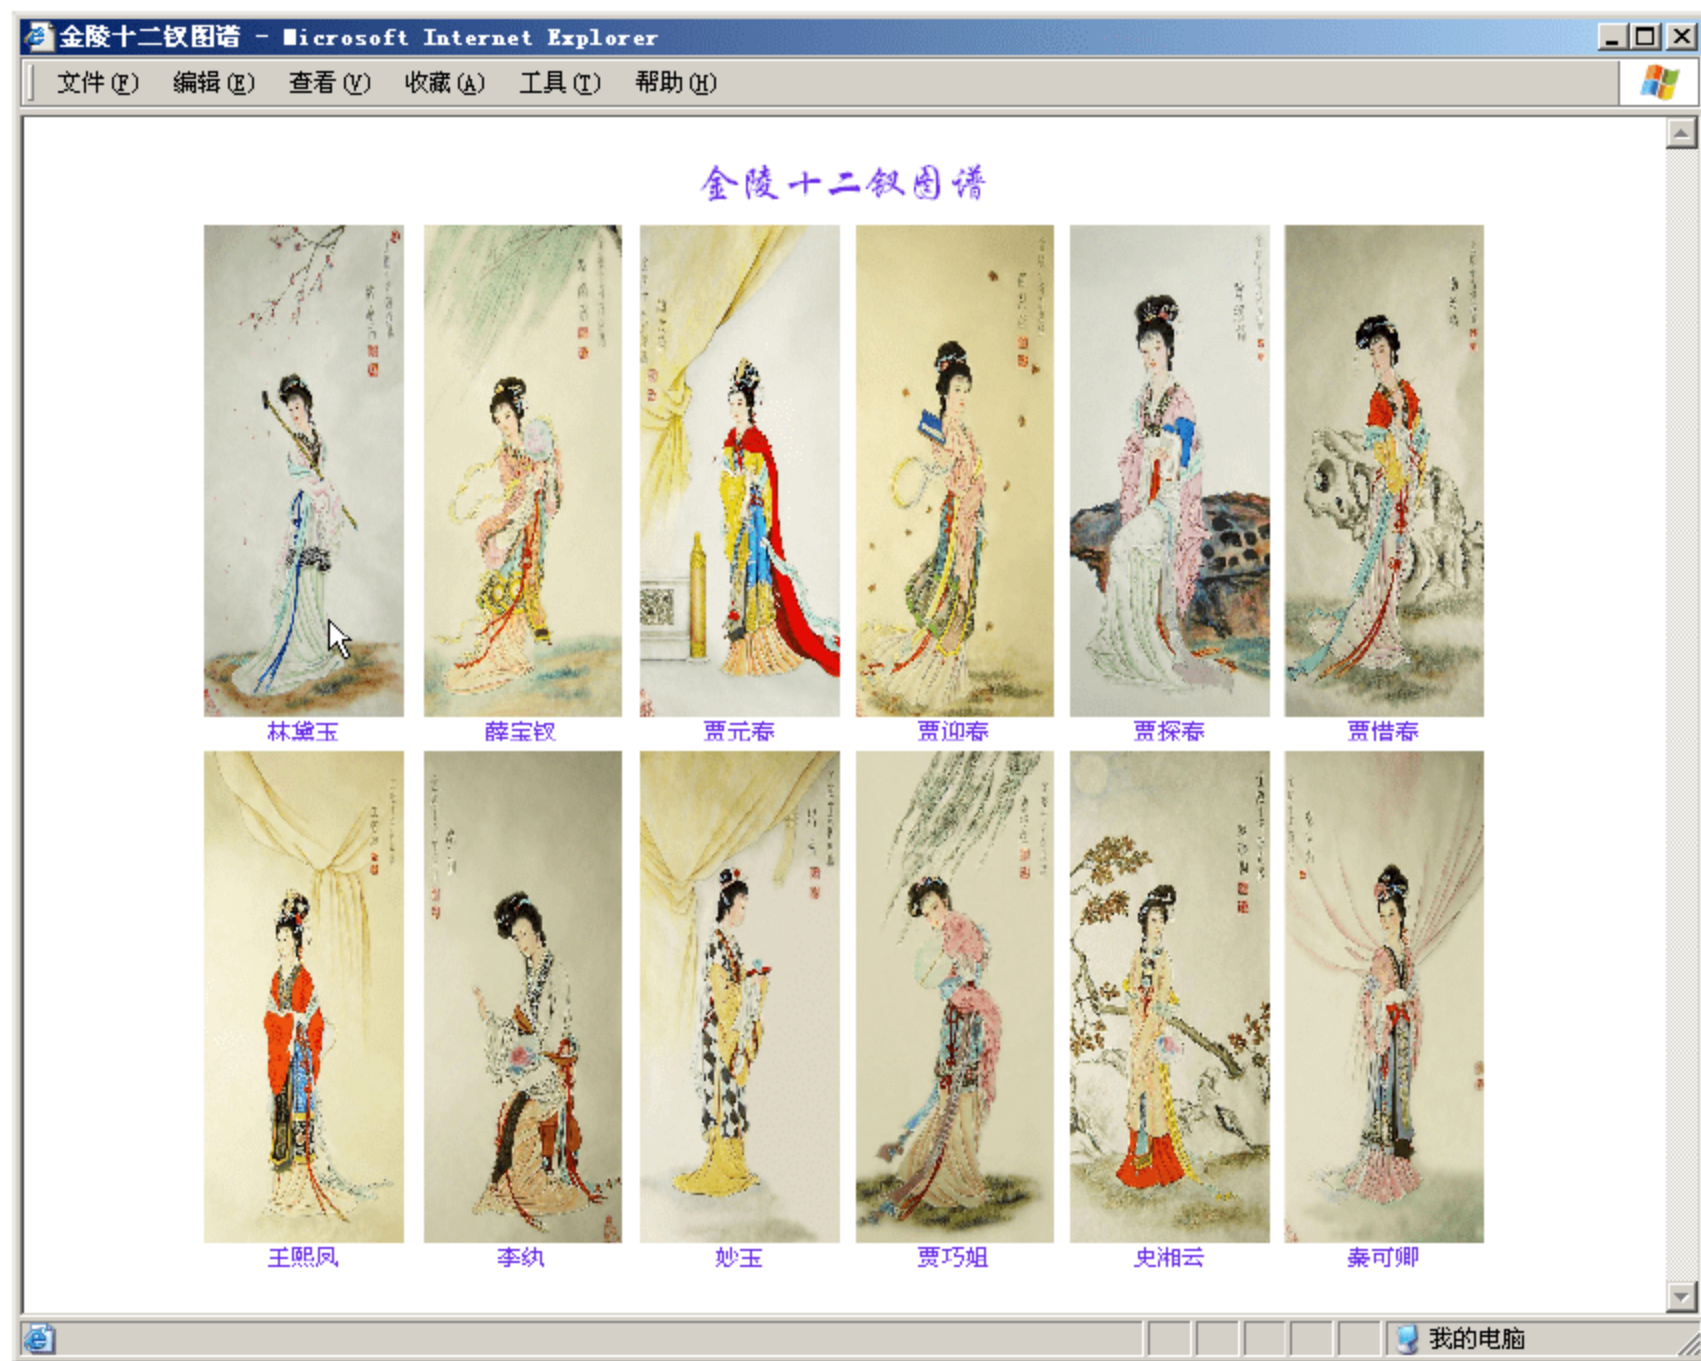 金陵十二钗图谱 - Microsoft Internet Explorer
文件(F) 编辑(E) 查看(V) 收藏(A) 工具(T) 帮助(H)
金陵十二钗图谱
林黛玉 薛宝钗 贾元春 贾迎春 贾探春 贾惜春
王熙凤 李纨 妙玉 贾巧姐 史湘云 秦可卿
我的电脑